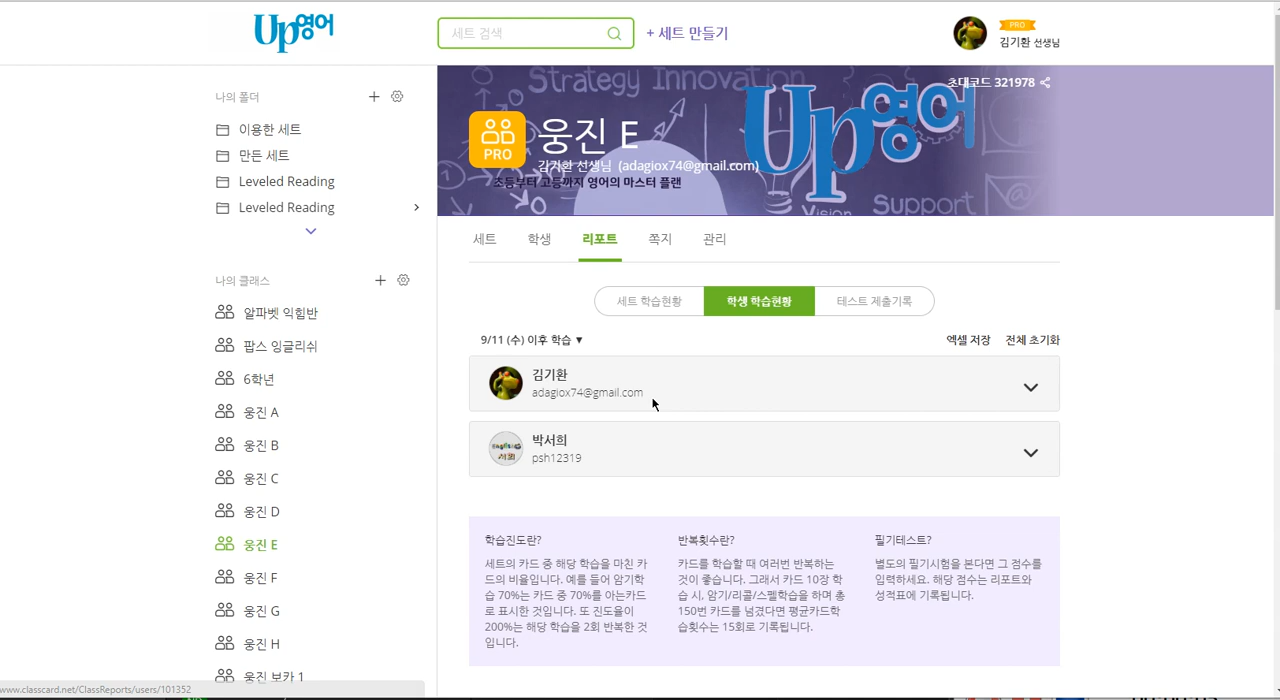 Up영어
세트 검색
+ 세트 만들기
PRO
김기환 선생님
나의 폴더
이용한 세트
만든 세트
Leveled Reading
Leveled Reading
나의 클래스
알파벳 익힘반
팝스 잉글리쉬
6학년
웅진 A
웅진 B
웅진 C
웅진 D
웅진 E
웅진 F
웅진 G
웅진 H
웅진 보카 1
www.classcard.net/ClassReports/users/101352
Strategy Innovation
초대코드 321978
PRO
웅진 E
김기환 선생님 (adagiox74@gmail.com)
초등부터 고등까지 영어의 마스터 플랜
Up영어
Vision
Support
세트 학생 리포트 쪽지 관리
세트 학습현황 학생 학습현황 테스트 제출기록
9/11 (수) 이후 학습 ▼
엑셀 저장 전체 초기화
김기환
adagiox74@gmail.com
박서희
psh12319
학습진도란?
세트의 카드 중 해당 학습을 마친 카
드의 비율입니다. 예를 들어 암기학
습 70%는 카드 중 70%를 아는카드
로 표시한 것입니다. 또 진도율이
200%는 해당 학습을 2회 반복한 것
입니다.
반복횟수란?
카드를 학습할 때 여러번 반복하는
것이 좋습니다. 그래서 카드 10장 학
습 시, 암기/리콜/스펠학습을 하며 총
150번 카드를 넘겼다면 평균카드학
습횟수는 15회로 기록됩니다.
필기테스트?
별도의 필기시험을 본다면 그 점수를
입력하세요. 해당 점수는 리포트와
성적표에 기록됩니다.